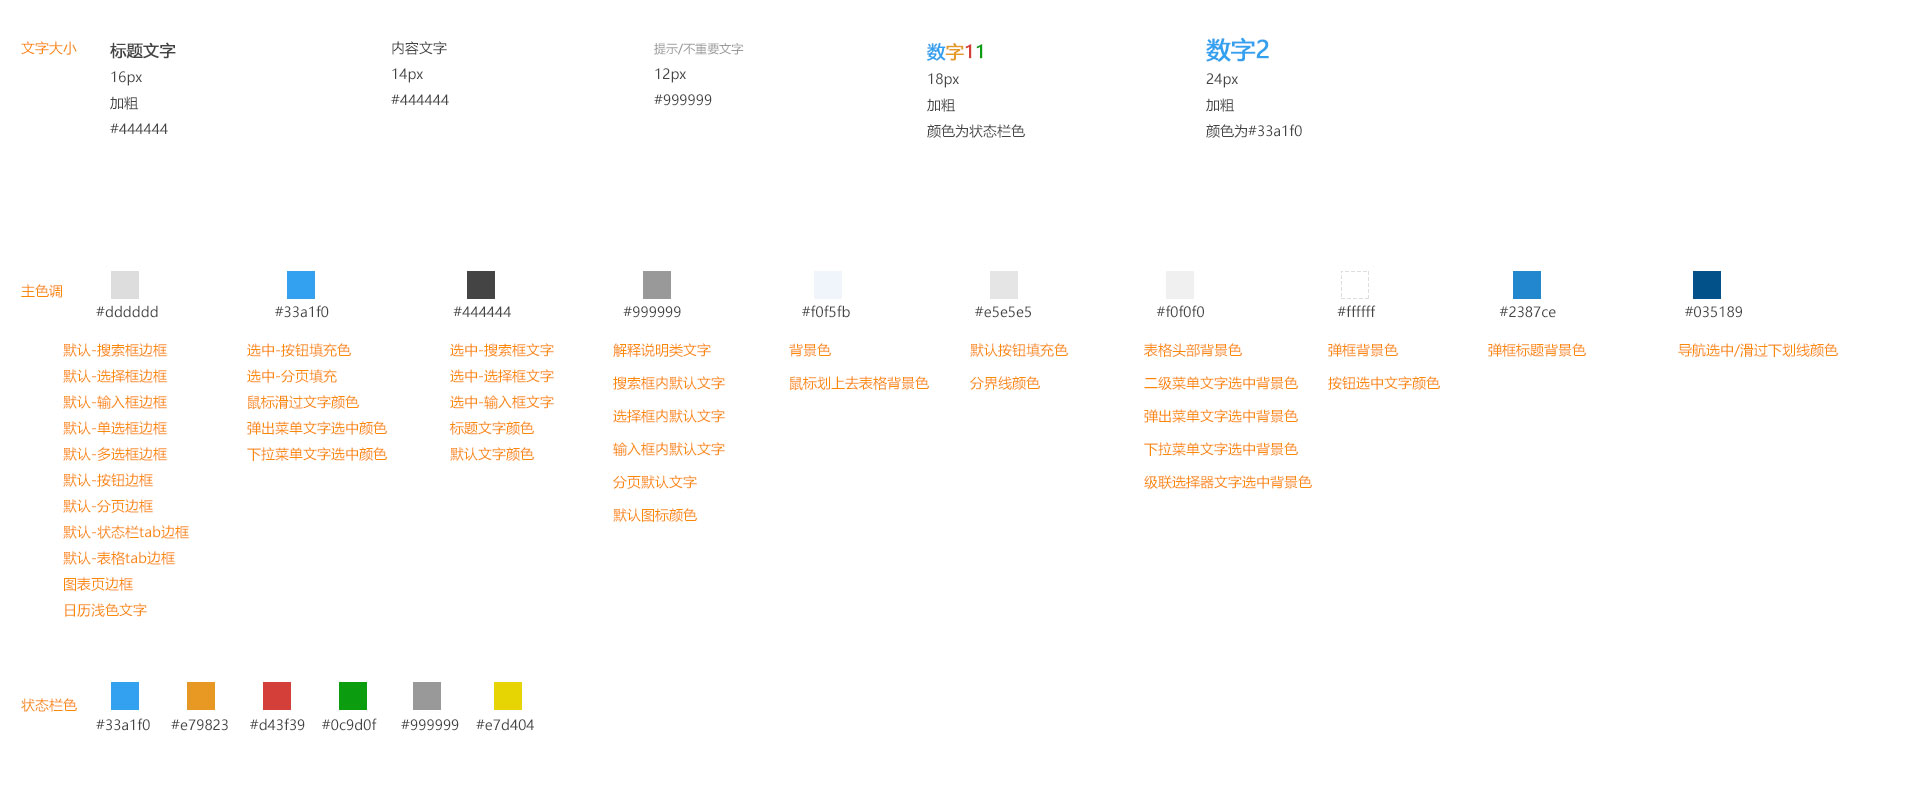 文字大小
标题文字
16px
加粗
#444444
内容文字
14px
#444444
提示/不重要文字
12px
#999999
数字11
18px
加粗
颜色为状态栏色
数字2
24px
加粗
颜色为#33a1f0
主色调
#dddddd
默认-搜索框边框
默认-选择框边框
默认-输入框边框
默认-单选框边框
默认-多选框边框
默认-按钮边框
默认-分页边框
默认-状态栏tab边框
默认-表格tab边框
图表页边框
日历浅色文字
#33a1f0
选中-按钮填充色
选中-分页填充
鼠标滑过文字颜色
弹出菜单文字选中颜色
下拉菜单文字选中颜色
#444444
选中-搜索框文字
选中-选择框文字
选中-输入框文字
标题文字颜色
默认文字颜色
#999999
解释说明类文字
搜索框内默认文字
选择框内默认文字
输入框内默认文字
分页默认文字
默认图标颜色
#f0f5fb
背景色
鼠标划上去表格背景色
#e5e5e5
默认按钮填充色
分界线颜色
#f0f0f0
表格头部背景色
二级菜单文字选中背景色
弹出菜单文字选中背景色
下拉菜单文字选中背景色
级联选择器文字选中背景色
#ffffff
弹框背景色
按钮选中文字颜色
#2387ce
弹框标题背景色
#035189
导航选中/滑过下划线颜色
状态栏色
#33a1f0
#e79823
#d43f39
#0c9d0f
#999999
#e7d404